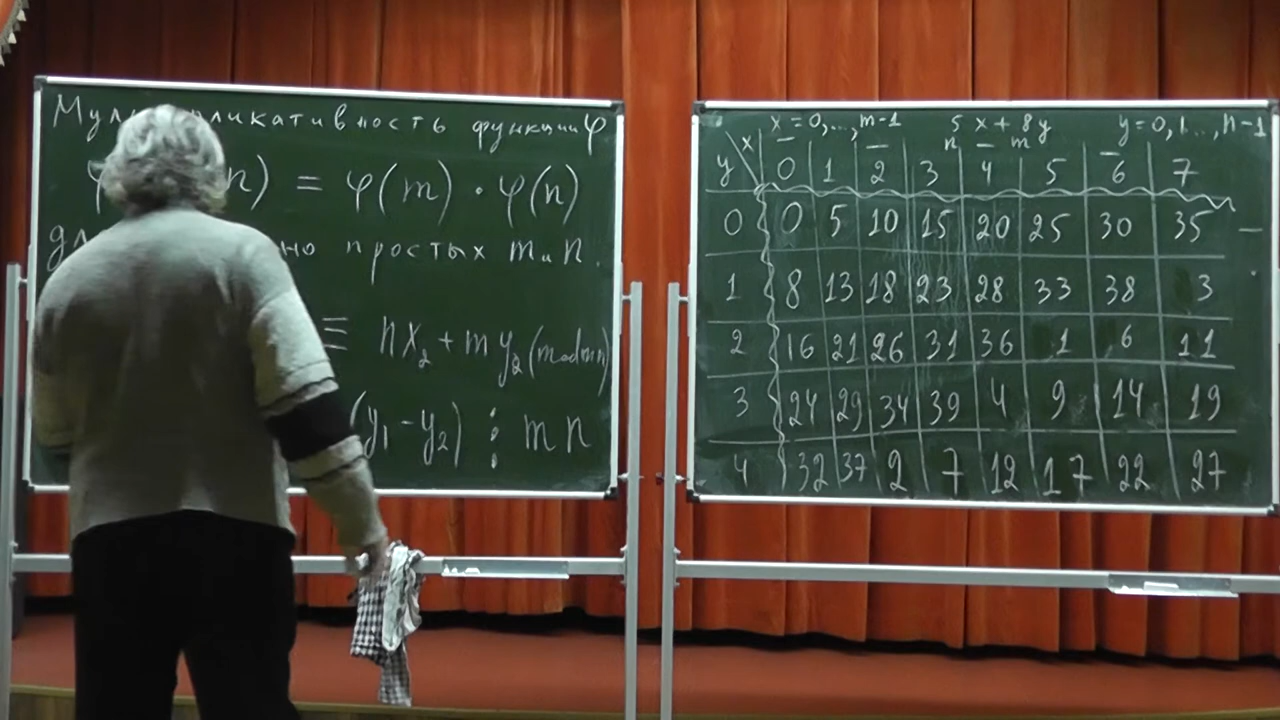 функции φ
n) = φ(m) · φ(n)
простых m и n.
≡ nx₂ + my₂ (mod mn)
(y₁ - y₂) ⋮ mn
x = 0,...,m-1 5x + 8y y = 0,1...,n-1
n m
y x 0 1 2 3 4 5 6 7
0 0 5 10 15 20 25 30 35
1 8 13 18 23 28 33 38 3
2 16 21 26 31 36 1 6 11
3 24 29 34 39 4 9 14 19
4 32 37 2 7 12 17 22 27